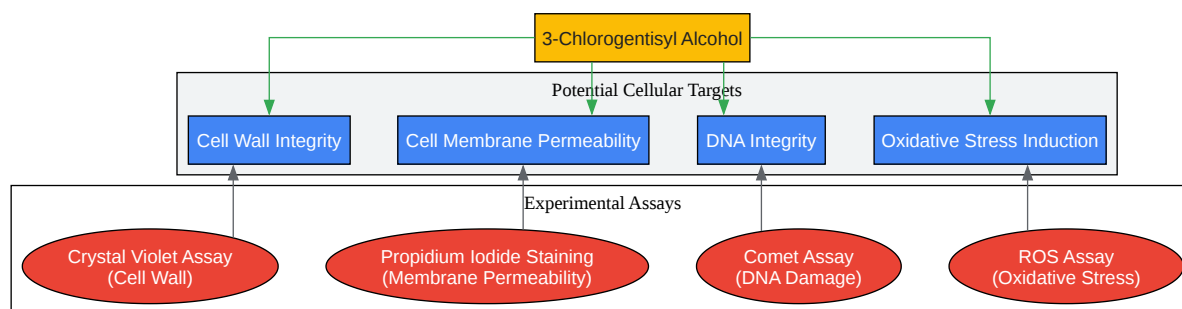 3-Chlorogentisyl Alcohol
Potential Cellular Targets
Cell Wall Integrity
Cell Membrane Permeability
DNA Integrity
Oxidative Stress Induction
Experimental Assays
Crystal Violet Assay
(Cell Wall)
Propidium Iodide Staining
(Membrane Permeability)
Comet Assay
(DNA Damage)
ROS Assay
(Oxidative Stress)